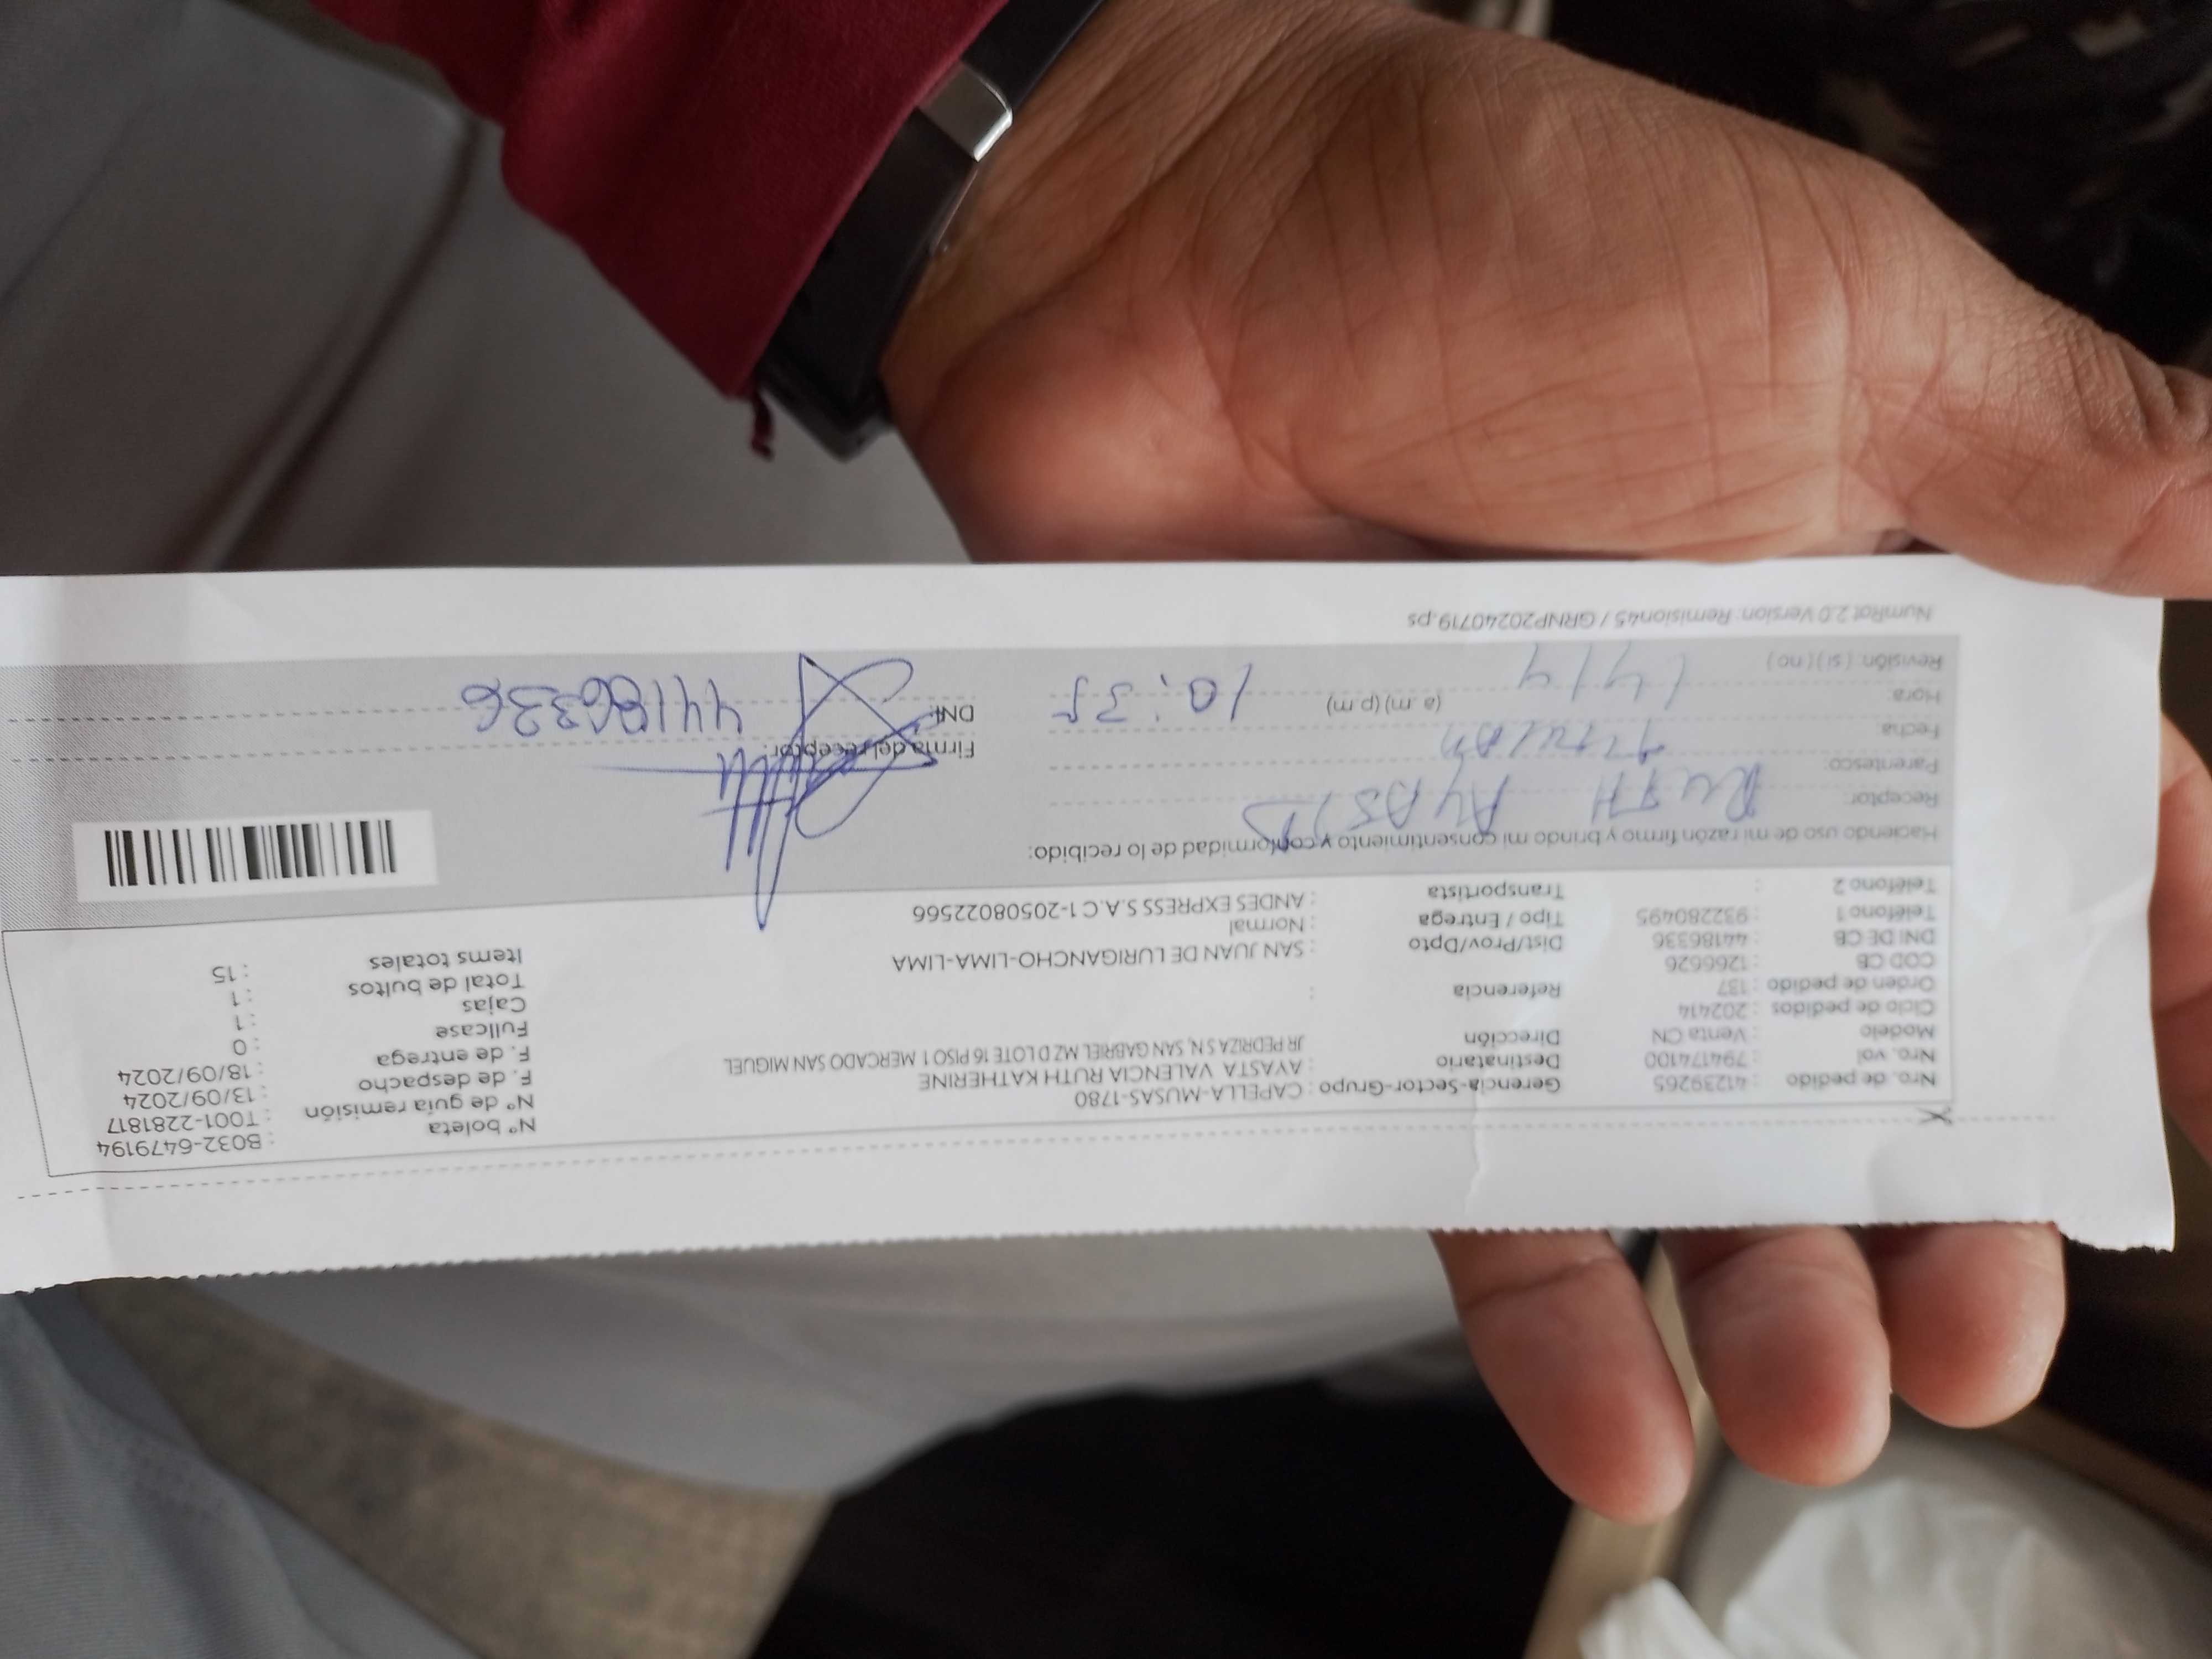 Nro. de pedido : 41239265
Nro. vol : 794174100
Modelo : Venta CN
Ciclo de pedidos : 202414
Orden de pedido : 137
COD CB : 1266626
DNI DE CB : 44186336
Teléfono 1 : 932280495
Teléfono 2 :
Gerencia-Sector-Grupo : CAPELLA-MUSAS-1780
Destinatario : AYASTA VALENCIA RUTH KATHERINE
Dirección JR PEDRIZA S N, SAN GABRIEL MZ D LOTE 16 PISO 1 MERCADO SAN MIGUEL
Referencia :
Dist/Prov/Dpto : SAN JUAN DE LURIGANCHO-LIMA-LIMA
Tipo / Entrega : Normal
Transportista : ANDES EXPRESS S.A.C 1-20508022566
N° boleta : B032-6479194
N° de guía remisión : T001-2281817
F. de despacho : 13/09/2024
F. de entrega : 18/09/2024
Fullcase : 0
Cajas : 1
Total de bultos : 1
Items totales : 15
Haciendo uso de mi razón firmo y brindo mi consentimiento y conformidad de lo recibido:
Receptor: RUTH AYASTA
Parentesco:
Fecha:
Hora: (a. m) (p. m) 10:35
Revisión: ( si ) ( no )
Firma del receptor:
DNI: 44186336
NumRot 2.0 Version: Remision45 / GRNP20240719.ps